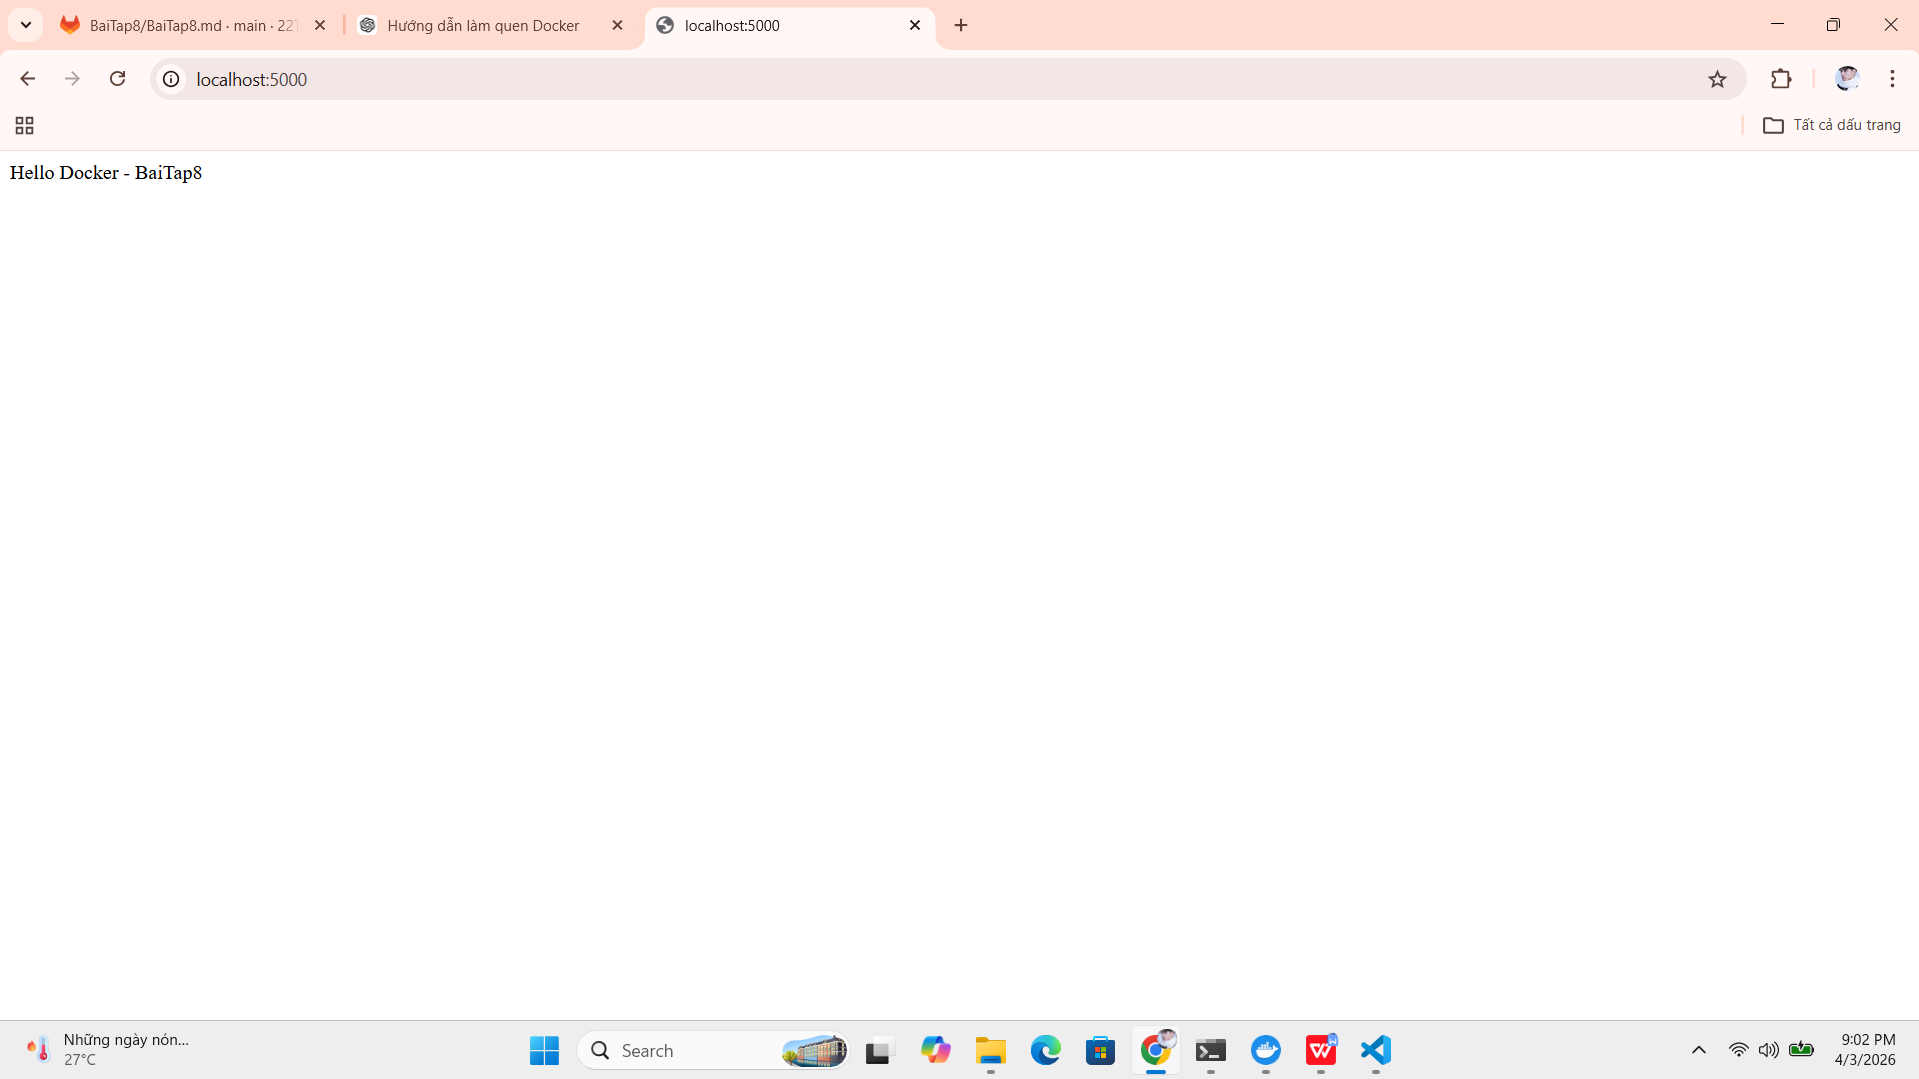 BaiTap8/BaiTap8.md · main · 22T
Hướng dẫn làm quen Docker
localhost:5000
localhost:5000
Tất cả dấu trang
Hello Docker - BaiTap8
Những ngày nón...
27°C
Search
9:02 PM
4/3/2026